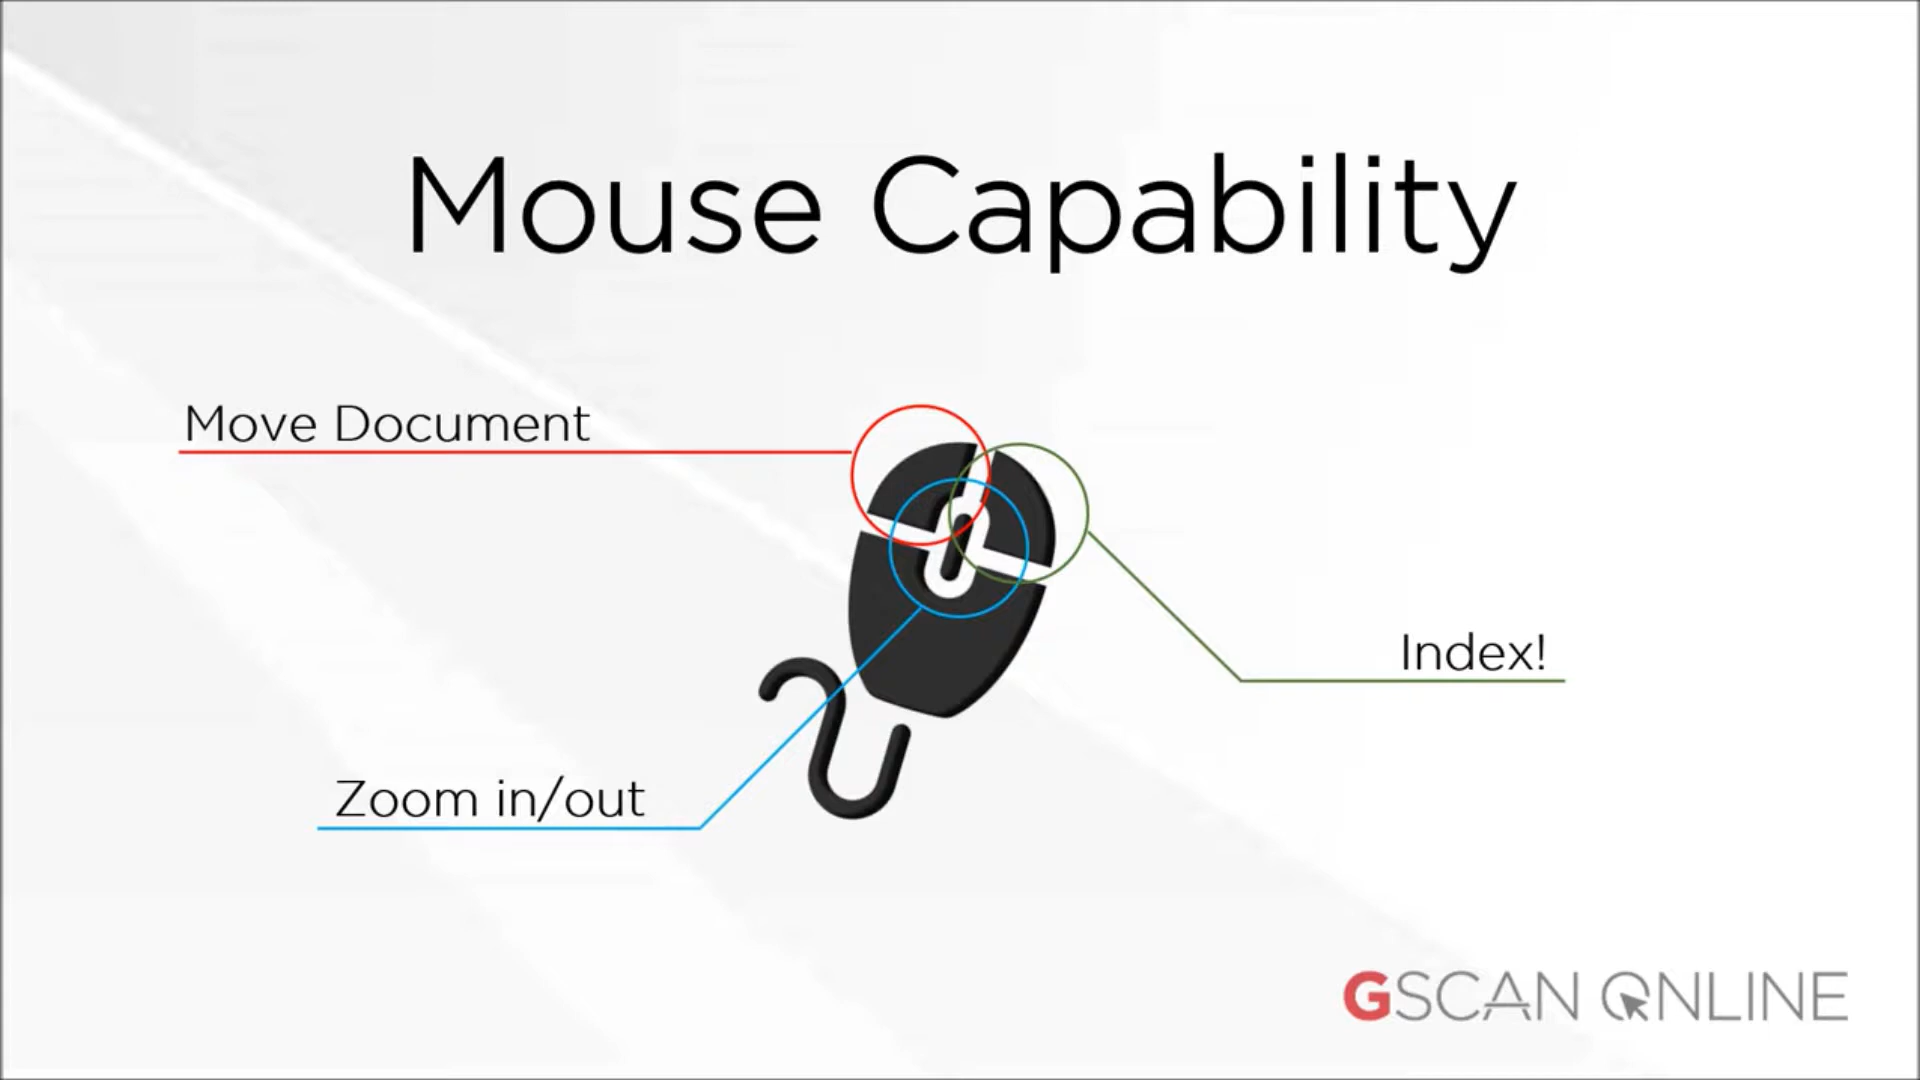 Mouse Capability
Move Document
Index!
Zoom in/out
GSCAN ONLINE